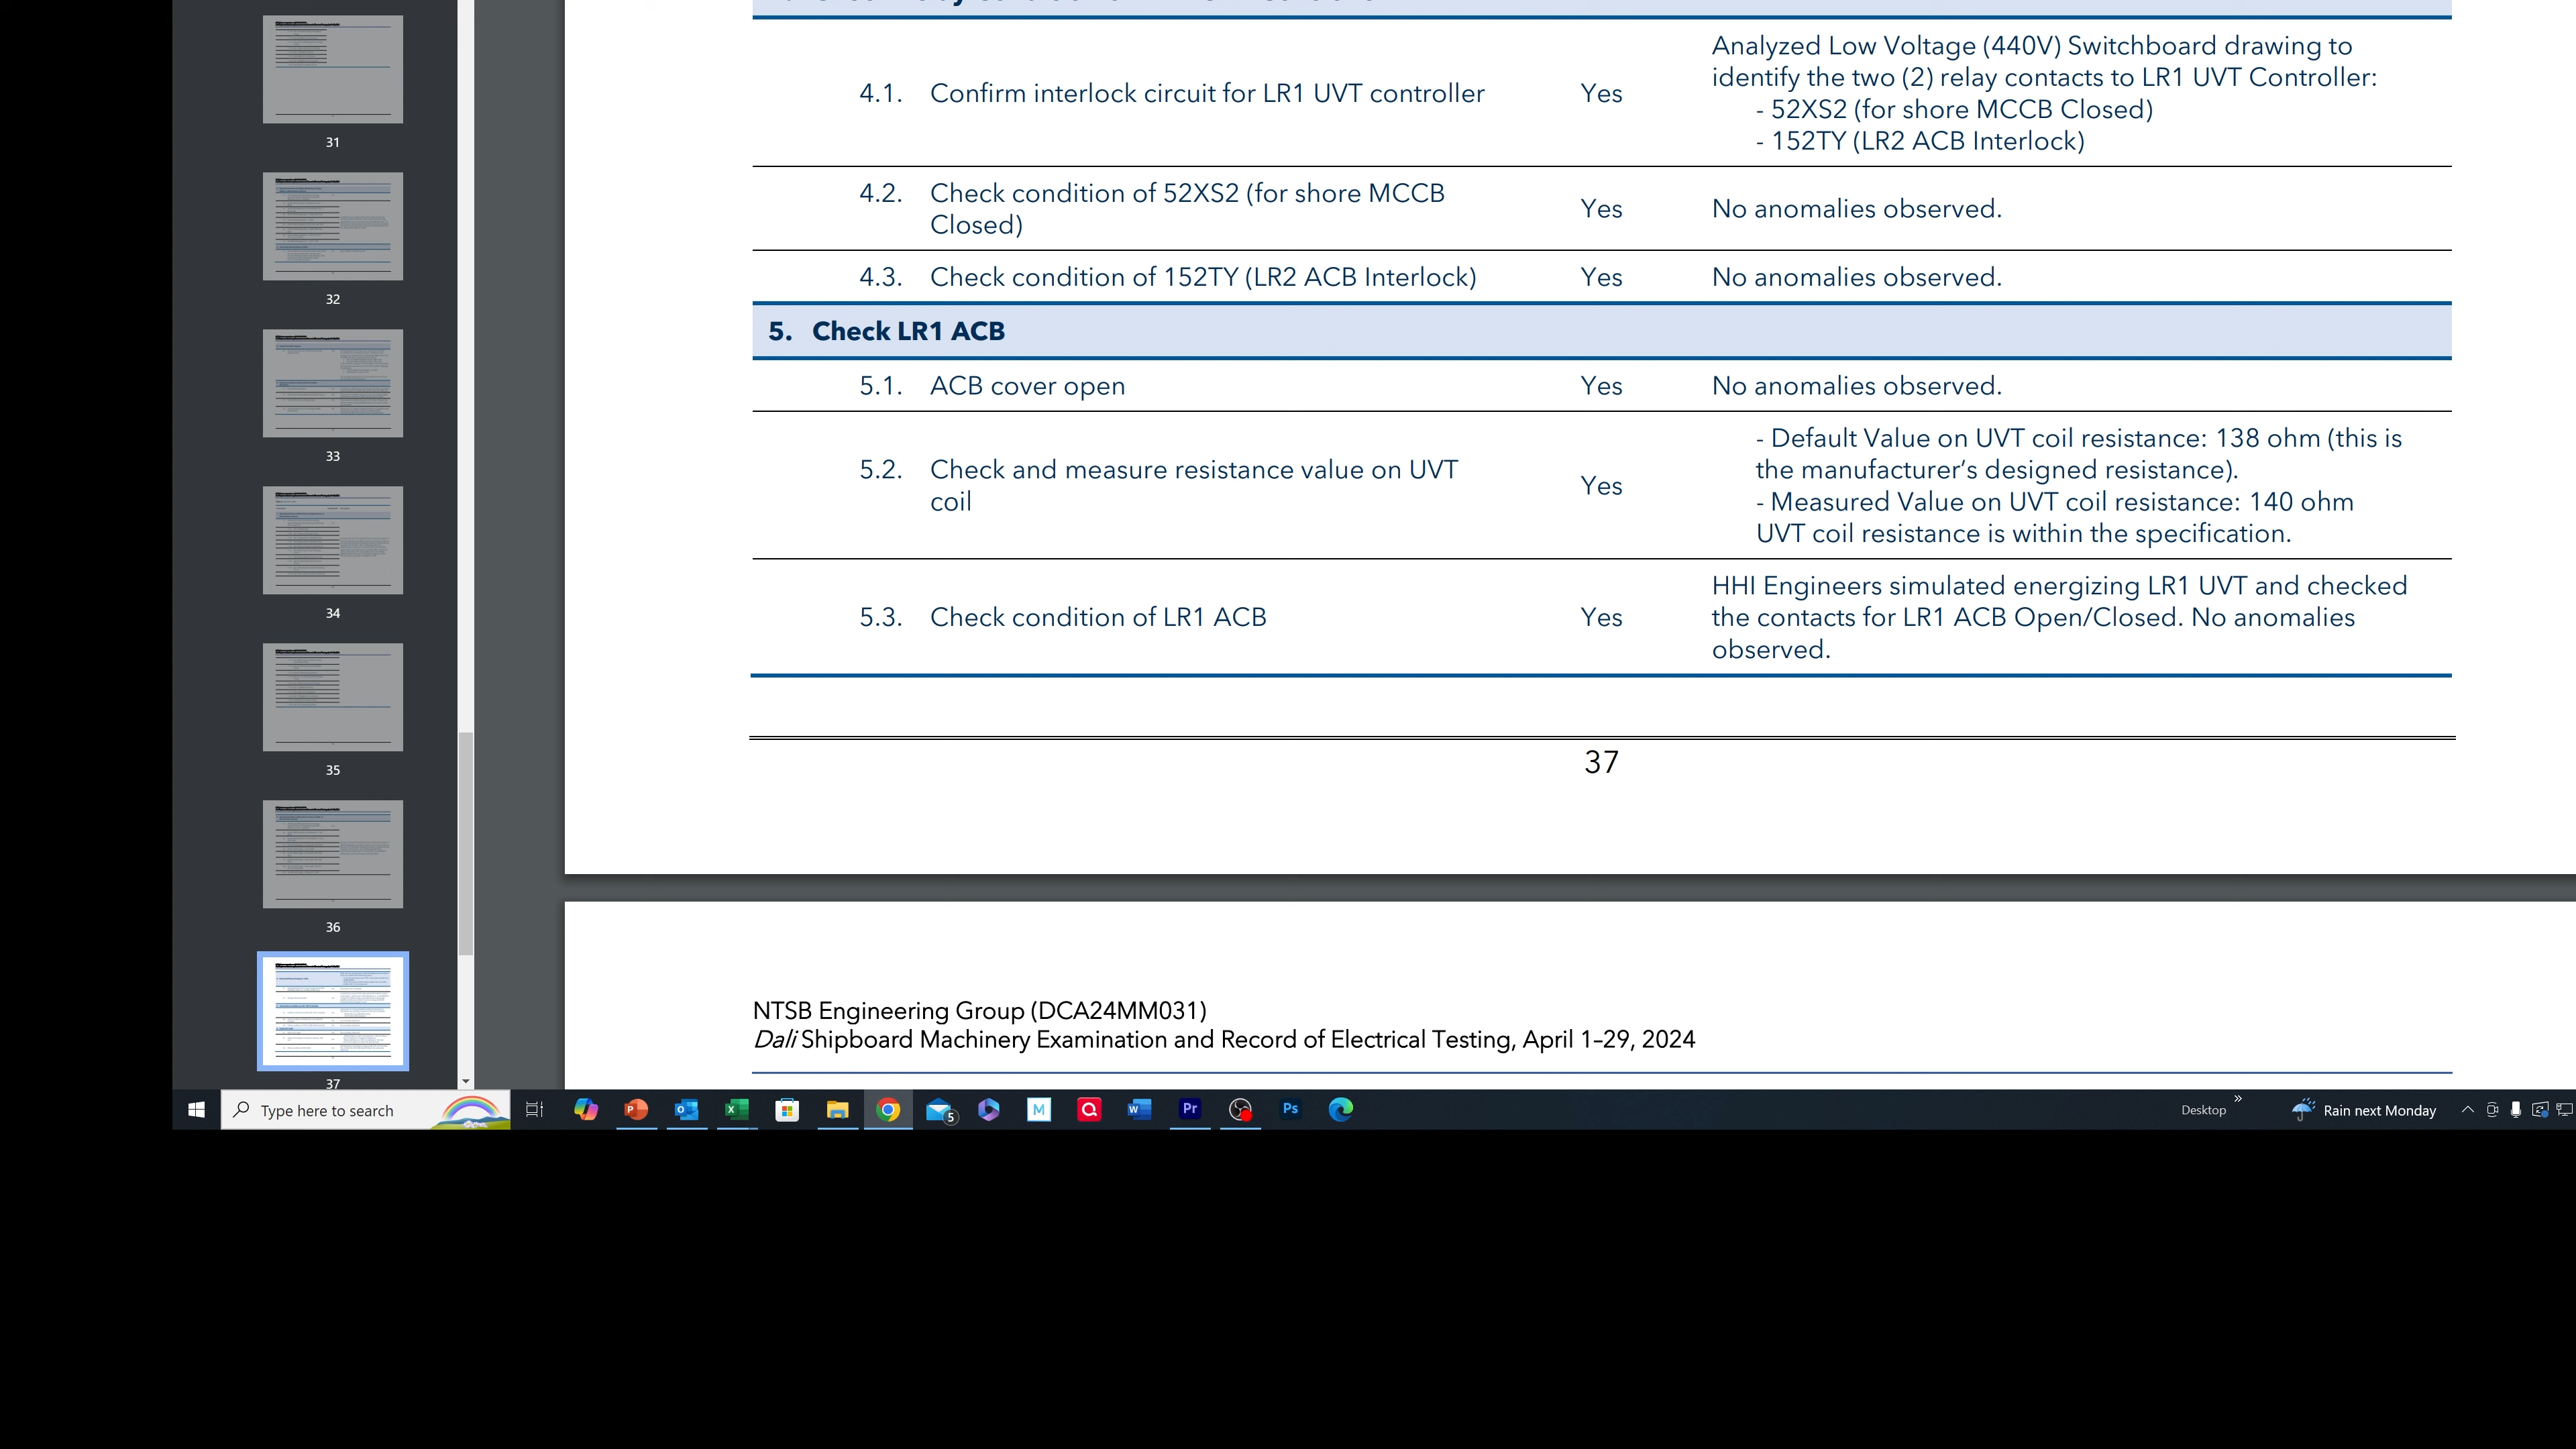 4.1. Confirm interlock circuit for LR1 UVT controller
Yes
Analyzed Low Voltage (440V) Switchboard drawing to
identify the two (2) relay contacts to LR1 UVT Controller:
- 52XS2 (for shore MCCB Closed)
- 152TY (LR2 ACB Interlock)
4.2. Check condition of 52XS2 (for shore MCCB
Closed)
Yes
No anomalies observed.
4.3. Check condition of 152TY (LR2 ACB Interlock)
Yes
No anomalies observed.
5. Check LR1 ACB
5.1. ACB cover open
Yes
No anomalies observed.
5.2. Check and measure resistance value on UVT
coil
Yes
- Default Value on UVT coil resistance: 138 ohm (this is
the manufacturer’s designed resistance).
- Measured Value on UVT coil resistance: 140 ohm
UVT coil resistance is within the specification.
5.3. Check condition of LR1 ACB
Yes
HHI Engineers simulated energizing LR1 UVT and checked
the contacts for LR1 ACB Open/Closed. No anomalies
observed.
37
NTSB Engineering Group (DCA24MM031)
Dali Shipboard Machinery Examination and Record of Electrical Testing, April 1–29, 2024
31
32
33
34
35
36
37
Type here to search
5
Desktop
Rain next Monday